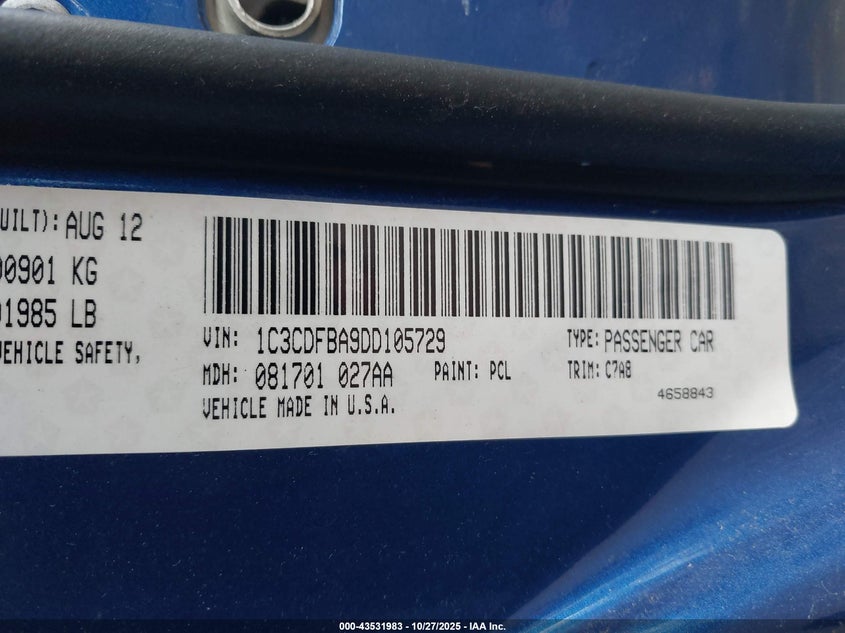 UILT): AUG 12
00901 KG
01985 LB
VEHICLE SAFETY,
VIN: 1C3CDFBA9DD105729 TYPE: PASSENGER CAR
MDH: 081701 027AA PAINT: PCL TRIM: C7A8
VEHICLE MADE IN U.S.A. 4658843
000-43531983 | 10/27/2025 - IAA Inc.